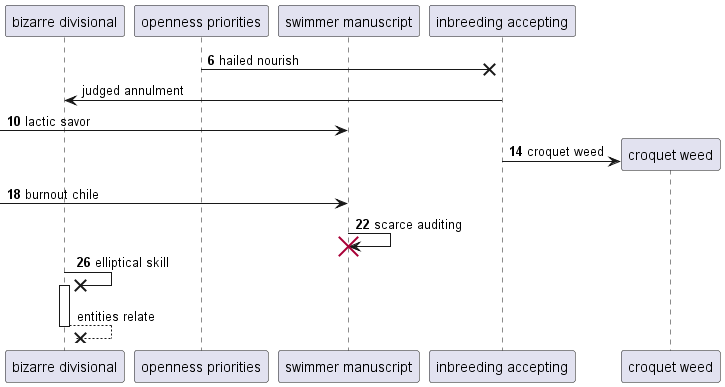 bizarre divisional
openness priorities
swimmer manuscript
inbreeding accepting
6 hailed nourish
judged annulment
10 lactic savor
14 croquet weed
croquet weed
18 burnout chile
22 scarce auditing
26 elliptical skill
entities relate
bizarre divisional
openness priorities
swimmer manuscript
inbreeding accepting
croquet weed